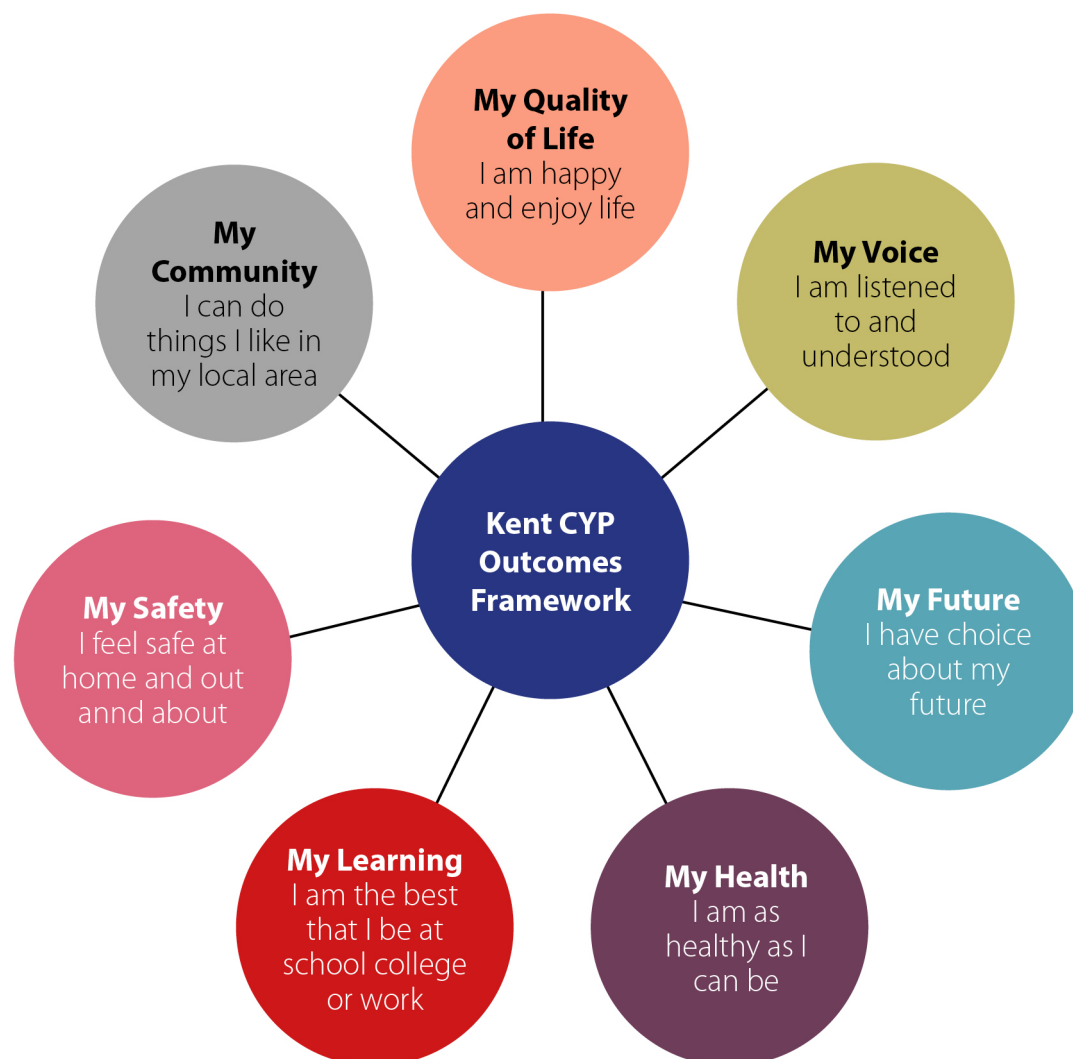 My Quality
of Life
I am happy
and enjoy life
My Voice
I am listened
to and
understood
My Future
I have choice
about my
future
My Health
I am as
healthy as I
can be
My Learning
I am the best
that I be at
school college
or work
My Safety
I feel safe at
home and out
annd about
My
Community
I can do
things I like in
my local area
Kent CYP
Outcomes
Framework